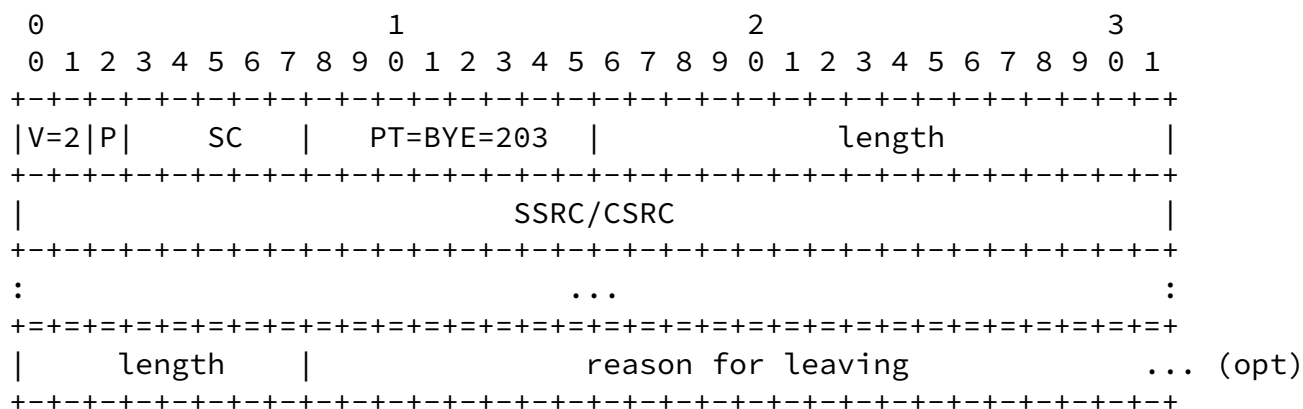 0                   1                   2                   3
 0 1 2 3 4 5 6 7 8 9 0 1 2 3 4 5 6 7 8 9 0 1 2 3 4 5 6 7 8 9 0 1
+-+-+-+-+-+-+-+-+-+-+-+-+-+-+-+-+-+-+-+-+-+-+-+-+-+-+-+-+-+-+-+-+
|V=2|P|    SC   |   PT=BYE=203  |             length            |
+-+-+-+-+-+-+-+-+-+-+-+-+-+-+-+-+-+-+-+-+-+-+-+-+-+-+-+-+-+-+-+-+
|                           SSRC/CSRC                           |
+-+-+-+-+-+-+-+-+-+-+-+-+-+-+-+-+-+-+-+-+-+-+-+-+-+-+-+-+-+-+-+-+
:                              ...                              :
+=+=+=+=+=+=+=+=+=+=+=+=+=+=+=+=+=+=+=+=+=+=+=+=+=+=+=+=+=+=+=+=+
|     length    |               reason for leaving            ... (opt)
+-+-+-+-+-+-+-+-+-+-+-+-+-+-+-+-+-+-+-+-+-+-+-+-+-+-+-+-+-+-+-+-+